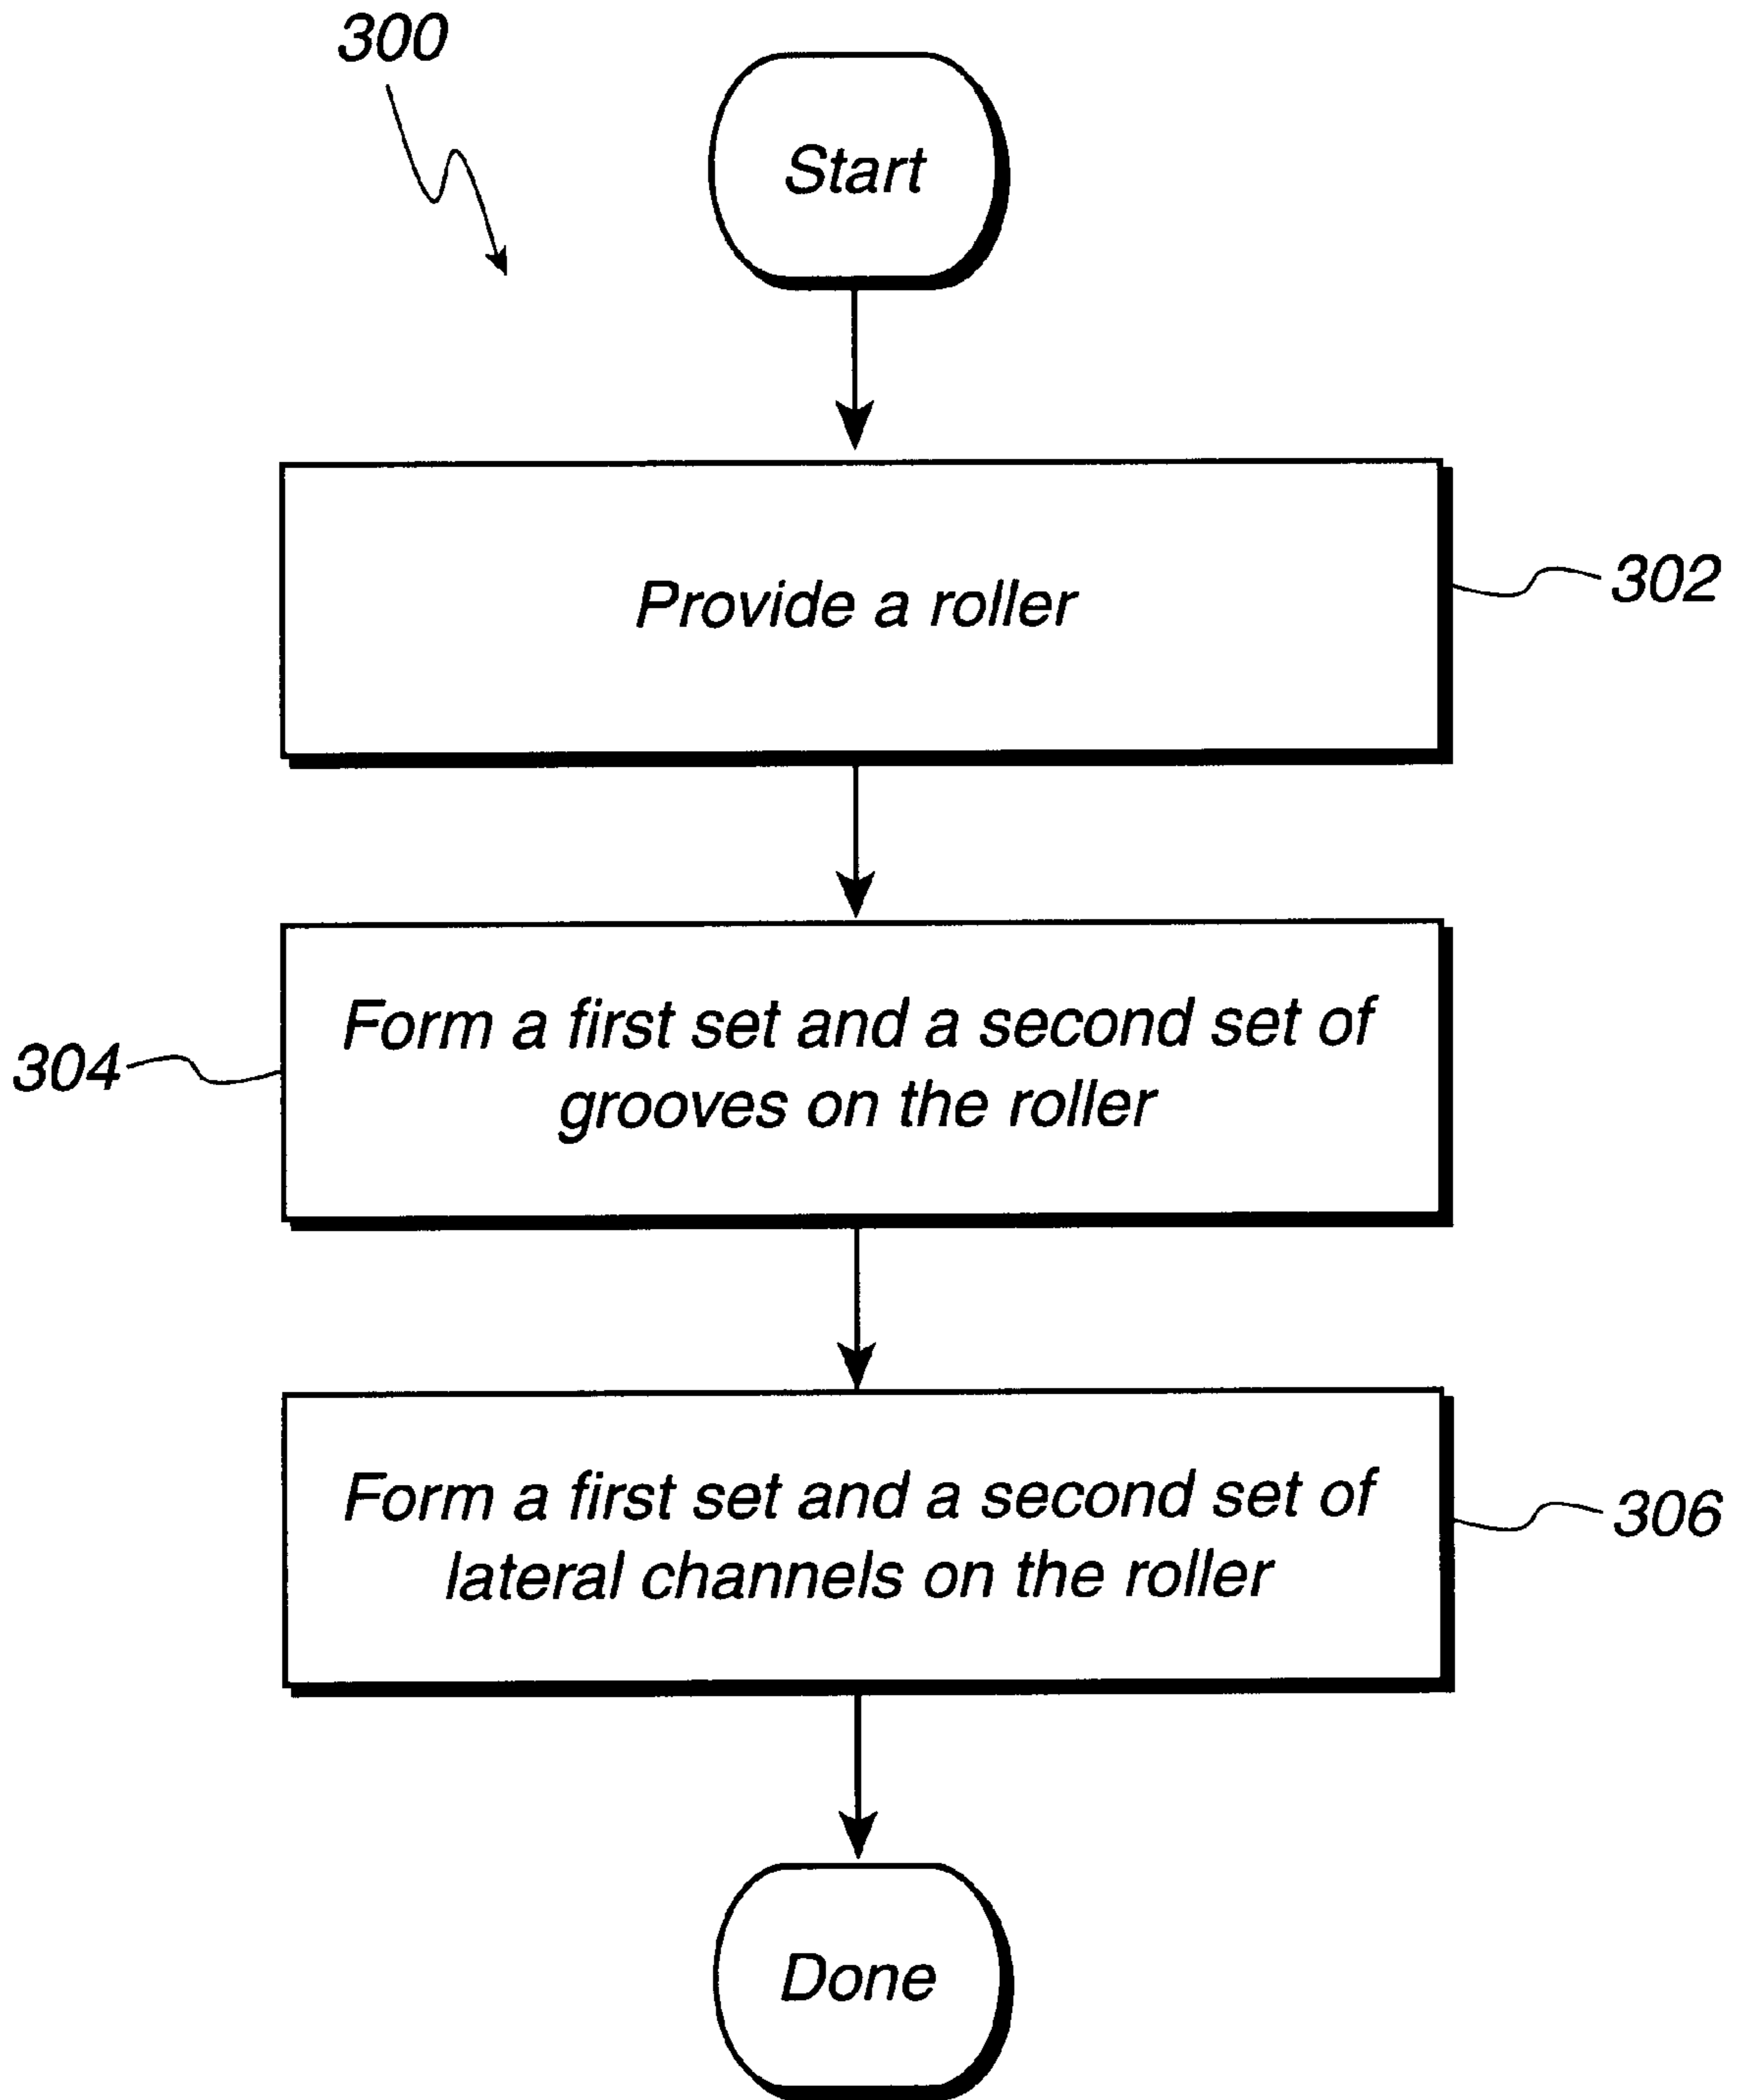 300
Start
Provide a roller
302
Form a first set and a second set of
grooves on the roller
304
Form a first set and a second set of
lateral channels on the roller
306
Done